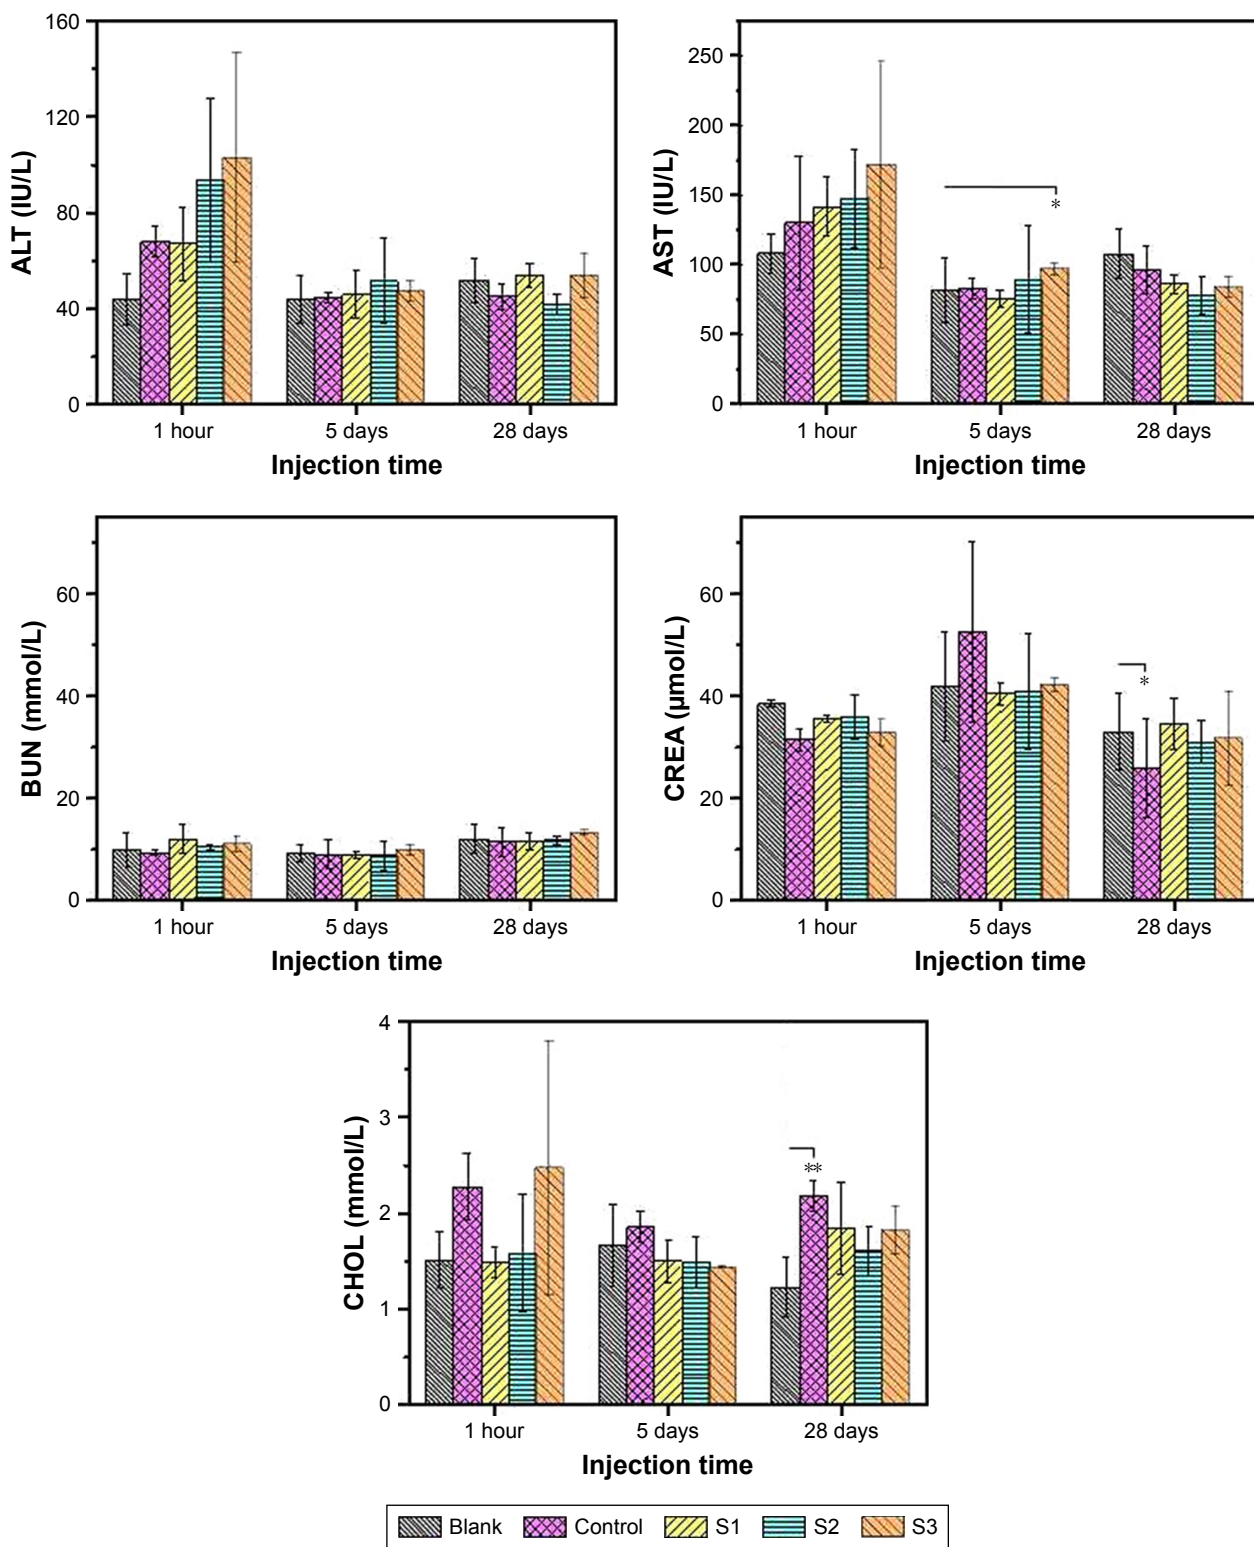 160
120
80
40
0
ALT (IU/L)
1 hour 5 days 28 days
Injection time
250
200
150
100
50
0
AST (IU/L)
*
1 hour 5 days 28 days
Injection time
60
40
20
0
BUN (mmol/L)
1 hour 5 days 28 days
Injection time
60
40
20
0
CREA (µmol/L)
*
1 hour 5 days 28 days
Injection time
4
3
2
1
0
CHOL (mmol/L)
**
1 hour 5 days 28 days
Injection time
Blank Control S1 S2 S3